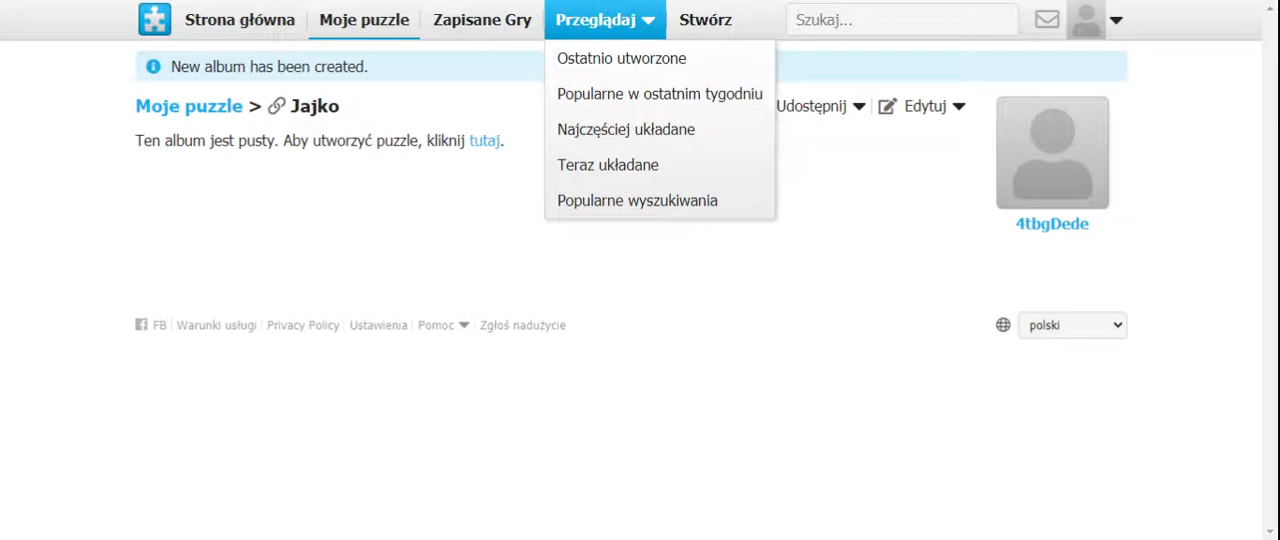 Strona główna Moje puzzle Zapisane Gry Przeglądaj Stwórz Szukaj...
New album has been created.
Ostatnio utworzone
Popularne w ostatnim tygodniu
Najczęściej układane
Teraz układane
Popularne wyszukiwania
Moje puzzle > Jajko Udostępnij Edytuj
Ten album jest pusty. Aby utworzyć puzzle, kliknij tutaj.
4tbgDede
FB Warunki usługi Privacy Policy Ustawienia Pomoc Zgłoś nadużycie polski